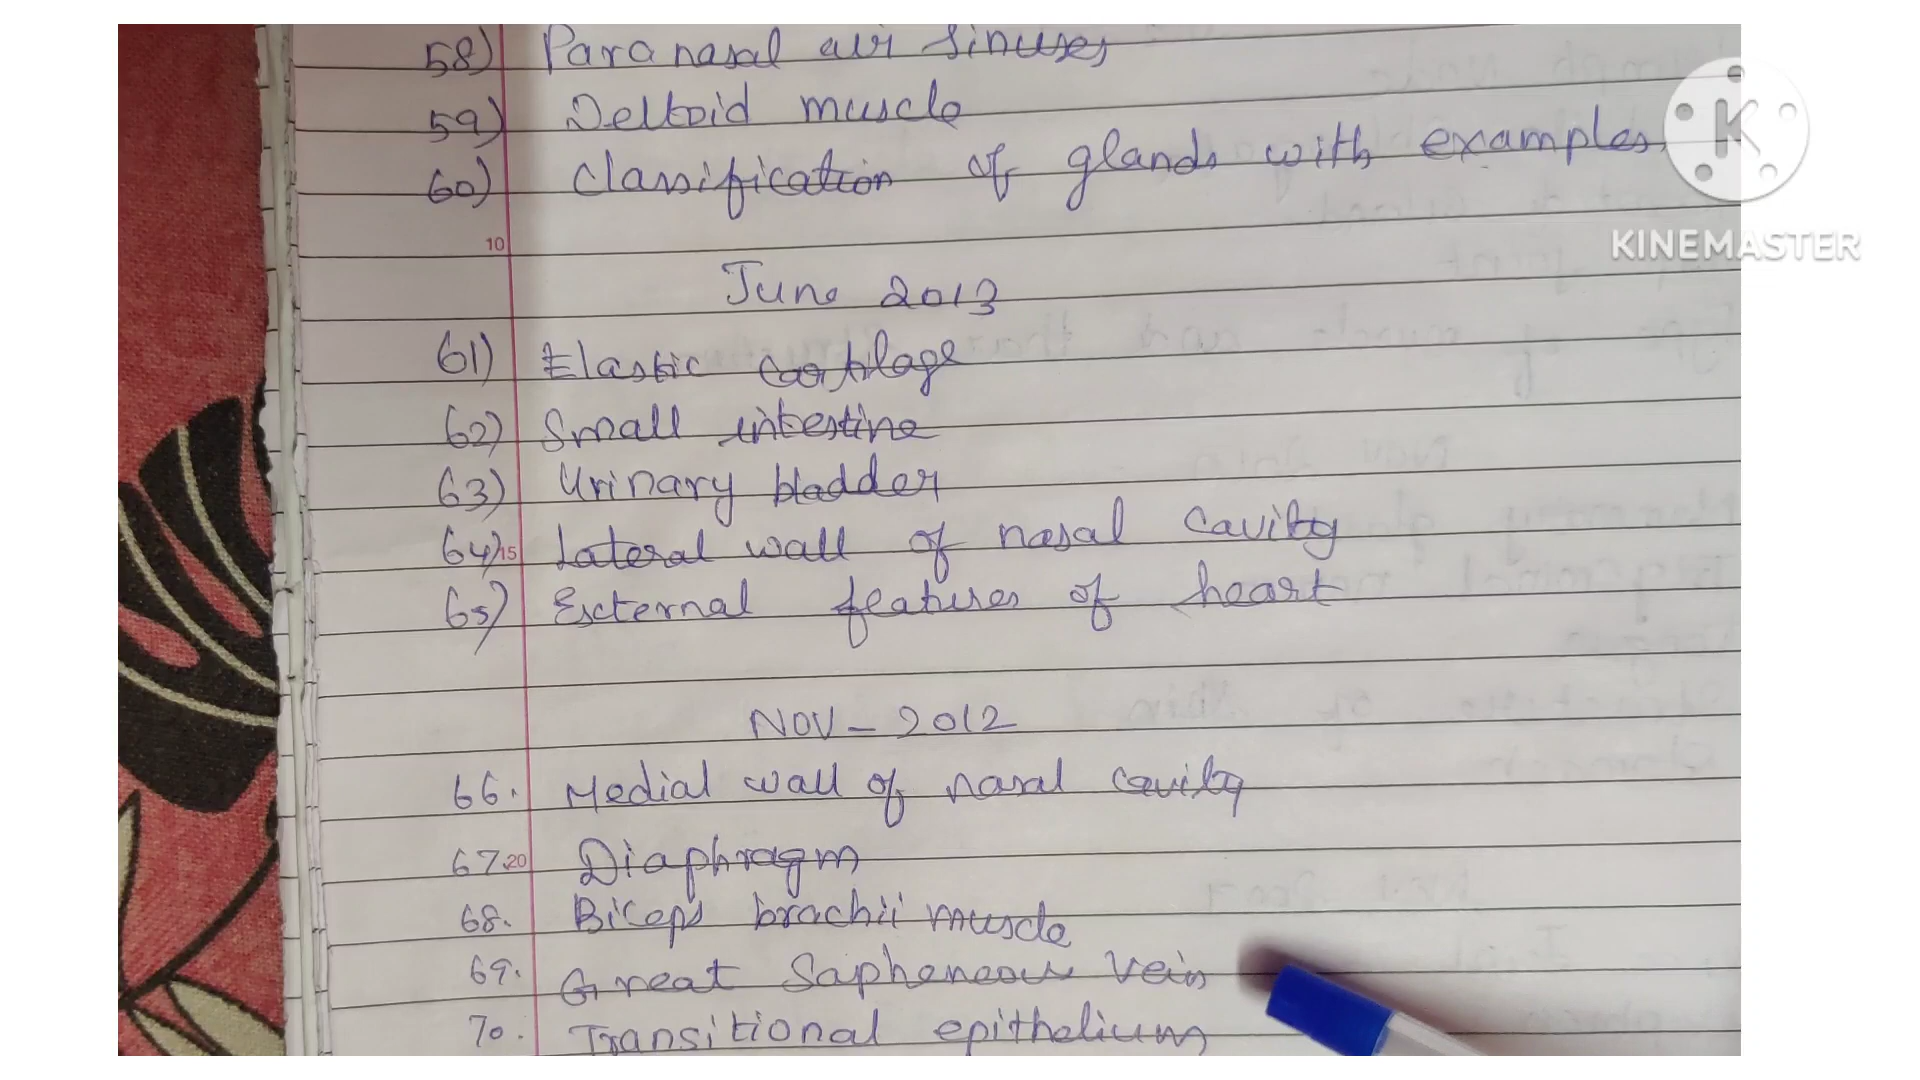 58) Paranasal air sinuses
59) Deltoid muscle
60) Classification of glands with examples.
K
KINEMASTER
10
June 2013
61) Elastic cartilage
62) Small intestine
63) Urinary bladder
64) 15 Lateral wall of nasal cavity
65) External features of heart
NOV - 2012
66. Medial wall of nasal cavity
67. 20 Diaphragm
68. Biceps brachii muscle
69. Great Sapheneous vein
70. Transitional epithelium